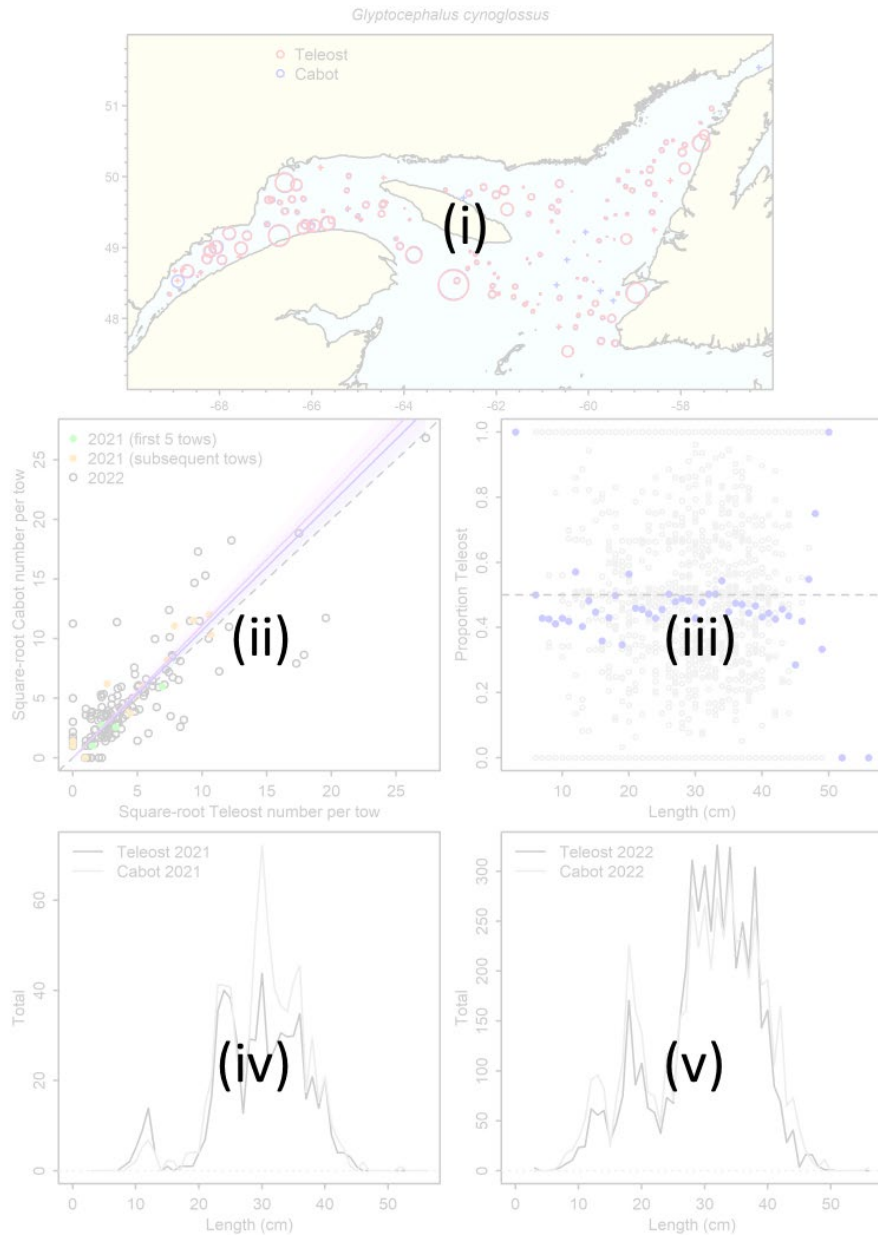 Glyptocephalus cynoglossus
Teleost
Cabot
51
50
49
48
(i)
-68 -66 -64 -62 -60 -58
2021 (first 5 tows)
2021 (subsequent tows)
2022
Square-root Cabot number per tow
25
20
15
10
5
0
(ii)
0 5 10 15 20 25
Square-root Teleost number per tow
Proportion Teleost
1.0
0.8
0.6
0.4
0.2
0.0
(iii)
10 20 30 40 50
Length (cm)
Teleost 2021
Cabot 2021
Total
60
40
20
0
(iv)
0 10 20 30 40 50
Length (cm)
Teleost 2022
Cabot 2022
Total
300
250
200
150
100
50
0
(v)
0 10 20 30 40 50
Length (cm)